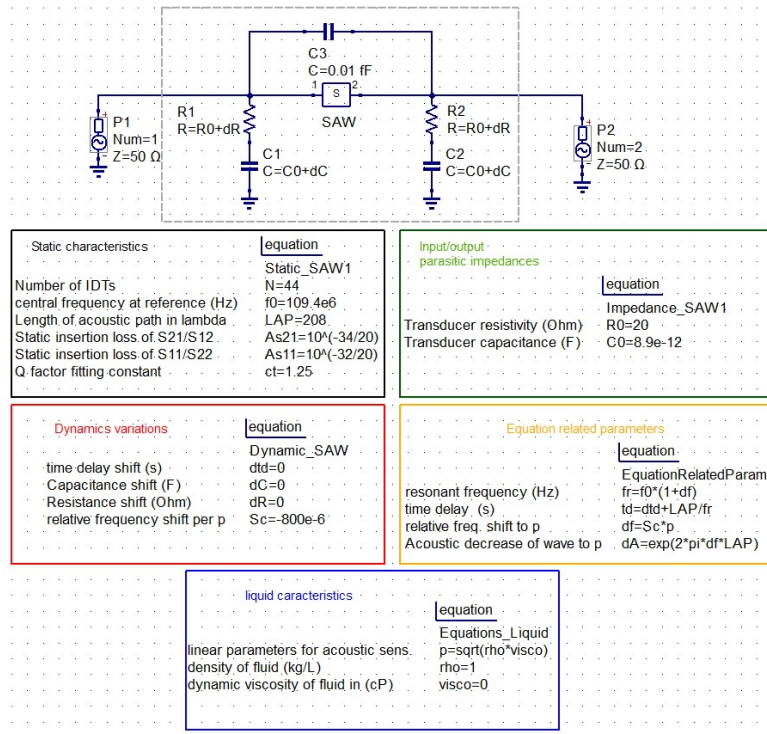 C3
C=0.01 fF
1 S 2
SAW
R1
R=R0+dR
R2
R=R0+dR
P1
Num=1
Z=50 Ω
P2
Num=2
Z=50 Ω
C1
C=C0+dC
C2
C=C0+dC
Static characteristics
equation
Static_SAW1
Number of IDTs N=44
central frequency at reference (Hz) f0=109.4e6
Length of acoustic path in lambda LAP=208
Static insertion loss of S21/S12 As21=10^(-34/20)
Static insertion loss of S11/S22 As11=10^(-32/20)
Q factor fitting constant ct=1.25
Input/output
parasitic impedances
equation
Impedance_SAW1
Transducer resistivity (Ohm) R0=20
Transducer capacitance (F) C0=8.9e-12
Dynamics variations
equation
Dynamic_SAW
time delay shift (s) dtd=0
Capacitance shift (F) dC=0
Resistance shift (Ohm) dR=0
relative frequency shift per p Sc=-800e-6
Equation related parameters
equation
EquationRelatedParam
resonant frequency (Hz) fr=f0*(1+df)
time delay (s) td=dtd+LAP/fr
relative freq. shift to p df=Sc*p
Acoustic decrease of wave to p dA=exp(2*pi*df*LAP)
liquid caracteristics
equation
Equations_Liquid
linear parameters for acoustic sens. p=sqrt(rho*visco)
density of fluid (kg/L) rho=1
dynamic viscosity of fluid in (cP) visco=0